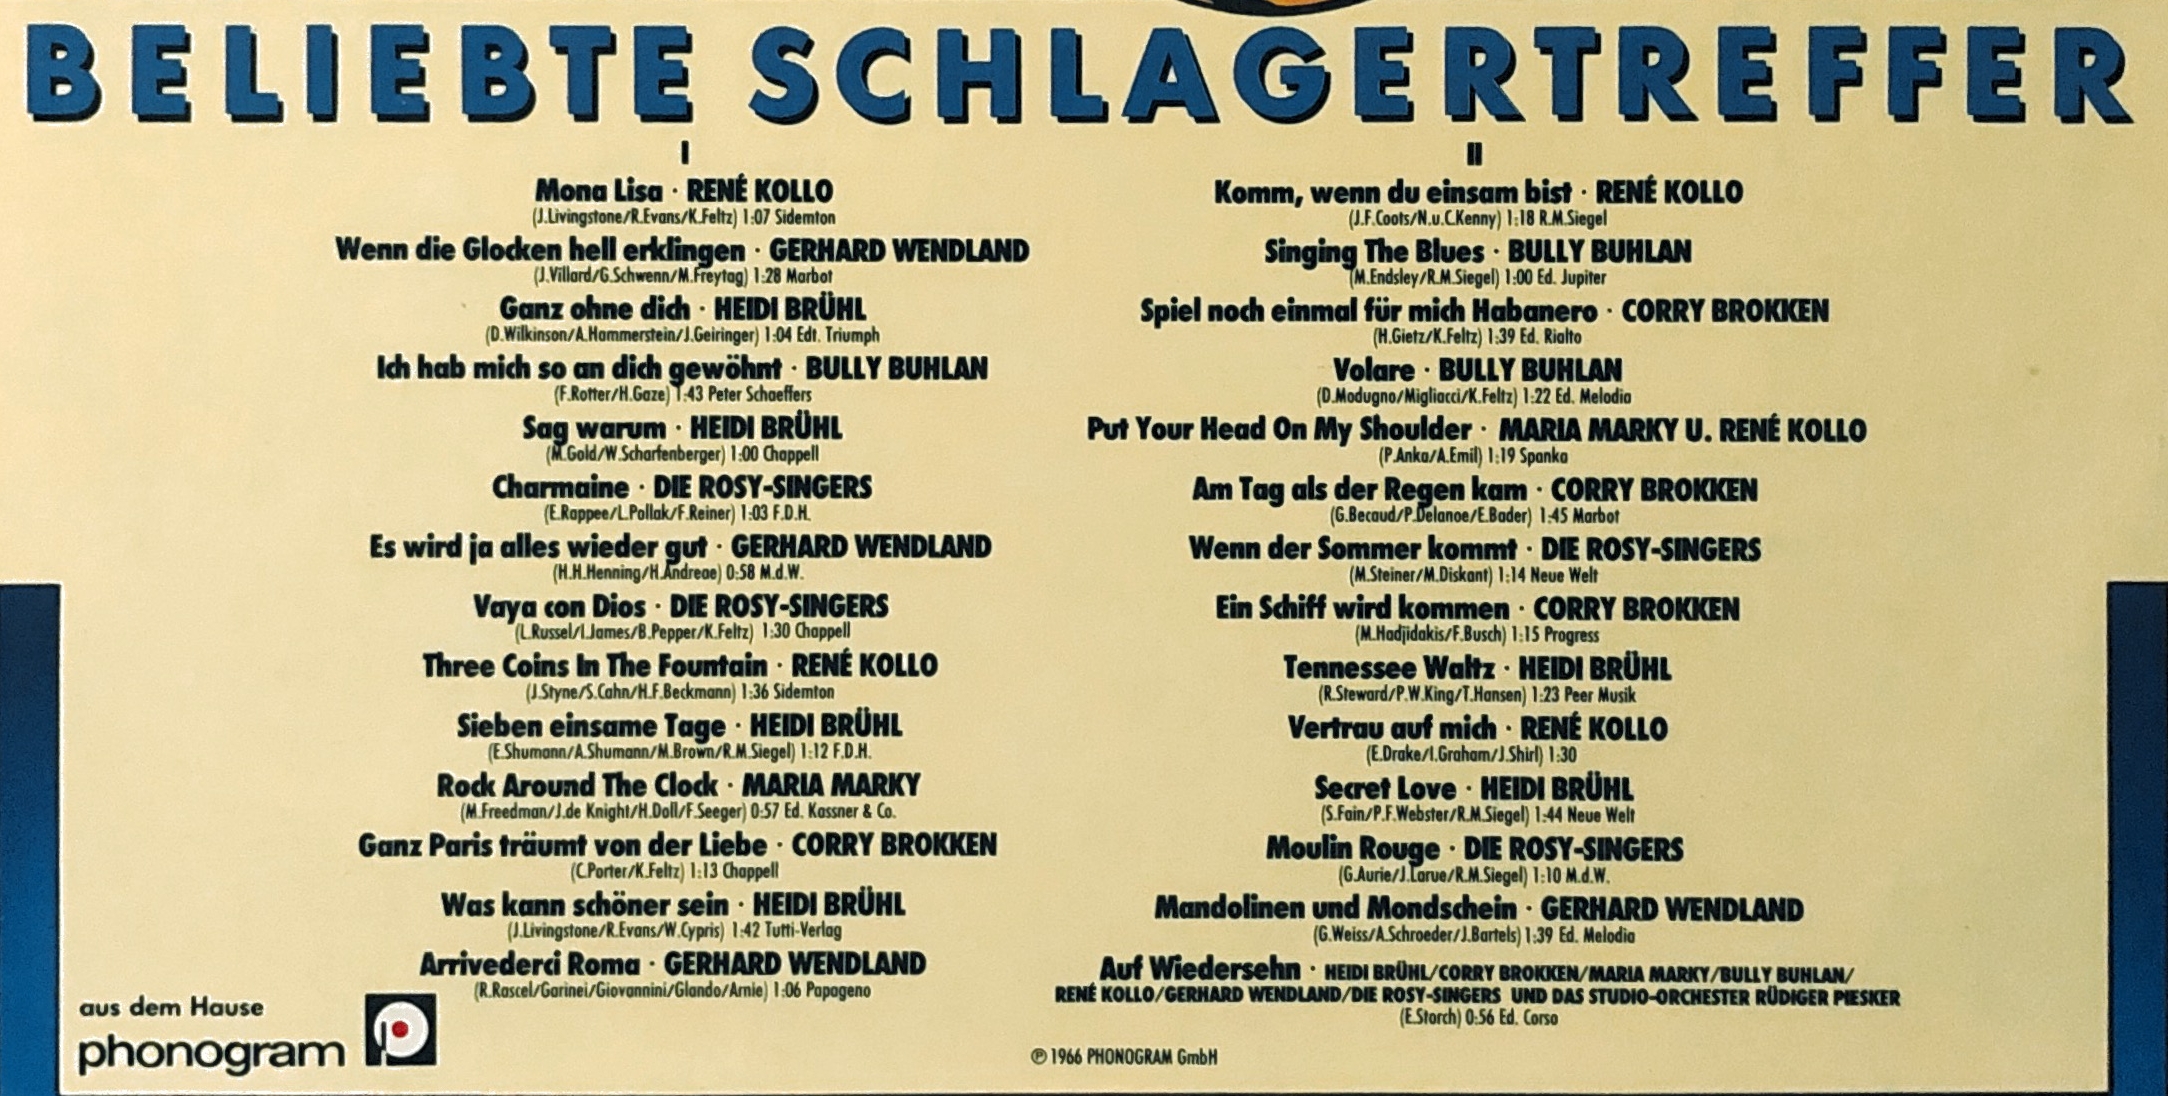 BELIEBTE SCHLAGERTREFFER
I
Mona Lisa · RENÉ KOLLO
(J.Livingstone/R.Evans/K.Feltz) 1:07 Sidemton
Wenn die Glocken hell erklingen · GERHARD WENDLAND
(J.Villard/G.Schwenn/M.Freytag) 1:28 Marbot
Ganz ohne dich · HEIDI BRÜHL
(D.Wilkinson/A.Hammerstein/J.Geiringer) 1:04 Edt. Triumph
Ich hab mich so an dich gewöhnt · BULLY BUHLAN
(F.Rotter/H.Gaze) 1:43 Peter Schaeffers
Sag warum · HEIDI BRÜHL
(M.Gold/W.Scharfenberger) 1:00 Chappell
Charmaine · DIE ROSY-SINGERS
(E.Rappee/L.Pollak/F.Reiner) 1:03 F.D.H.
Es wird ja alles wieder gut · GERHARD WENDLAND
(H.H.Henning/H.Andreae) 0:58 M.d.W.
Vaya con Dios · DIE ROSY-SINGERS
(L.Russel/I.James/B.Pepper/K.Feltz) 1:30 Chappell
Three Coins In The Fountain · RENÉ KOLLO
(J.Styne/S.Cahn/H.F.Beckmann) 1:36 Sidemton
Sieben einsame Tage · HEIDI BRÜHL
(E.Shumann/A.Shumann/M.Brown/R.M.Siegel) 1:12 F.D.H.
Rock Around The Clock · MARIA MARKY
(M.Freedman/J.de Knight/H.Doll/F.Seeger) 0:57 Ed. Kassner & Co.
Ganz Paris träumt von der Liebe · CORRY BROKKEN
(C.Porter/K.Feltz) 1:13 Chappell
Was kann schöner sein · HEIDI BRÜHL
(J.Livingstone/R.Evans/W.Cypris) 1:42 Tutti-Verlag
Arrivederci Roma · GERHARD WENDLAND
(R.Rascel/Garinei/Giovannini/Glando/Arnie) 1:06 Papageno
II
Komm, wenn du einsam bist · RENÉ KOLLO
(J.F.Coots/N.u.C.Kenny) 1:18 R.M.Siegel
Singing The Blues · BULLY BUHLAN
(M.Endsley/R.M.Siegel) 1:00 Ed. Jupiter
Spiel noch einmal für mich Habanero · CORRY BROKKEN
(H.Gietz/K.Feltz) 1:39 Ed. Rialto
Volare · BULLY BUHLAN
(D.Modugno/Migliacci/K.Feltz) 1:22 Ed. Melodia
Put Your Head On My Shoulder · MARIA MARKY U. RENÉ KOLLO
(P.Anka/A.Emil) 1:19 Spanka
Am Tag als der Regen kam · CORRY BROKKEN
(G.Becaud/P.Delanoe/E.Bader) 1:45 Marbot
Wenn der Sommer kommt · DIE ROSY-SINGERS
(M.Steiner/M.Diskant) 1:14 Neue Welt
Ein Schiff wird kommen · CORRY BROKKEN
(M.Hadjidakis/F.Busch) 1:15 Progress
Tennessee Waltz · HEIDI BRÜHL
(R.Steward/P.W.King/T.Hansen) 1:23 Peer Musik
Vertrau auf mich · RENÉ KOLLO
(E.Drake/I.Graham/J.Shirl) 1:30
Secret Love · HEIDI BRÜHL
(S.Fain/P.F.Webster/R.M.Siegel) 1:44 Neue Welt
Moulin Rouge · DIE ROSY-SINGERS
(G.Aurie/J.Larue/R.M.Siegel) 1:10 M.d.W.
Mandolinen und Mondschein · GERHARD WENDLAND
(G.Weiss/A.Schroeder/J.Bartels) 1:39 Ed. Melodia
Auf Wiedersehn · HEIDI BRÜHL/CORRY BROKKEN/MARIA MARKY/BULLY BUHLAN/
RENÉ KOLLO/GERHARD WENDLAND/DIE ROSY-SINGERS UND DAS STUDIO-ORCHESTER RÜDIGER PIESKER
(E.Storch) 0:56 Ed. Corso
aus dem Hause
phonogram
℗ 1966 PHONOGRAM GmbH